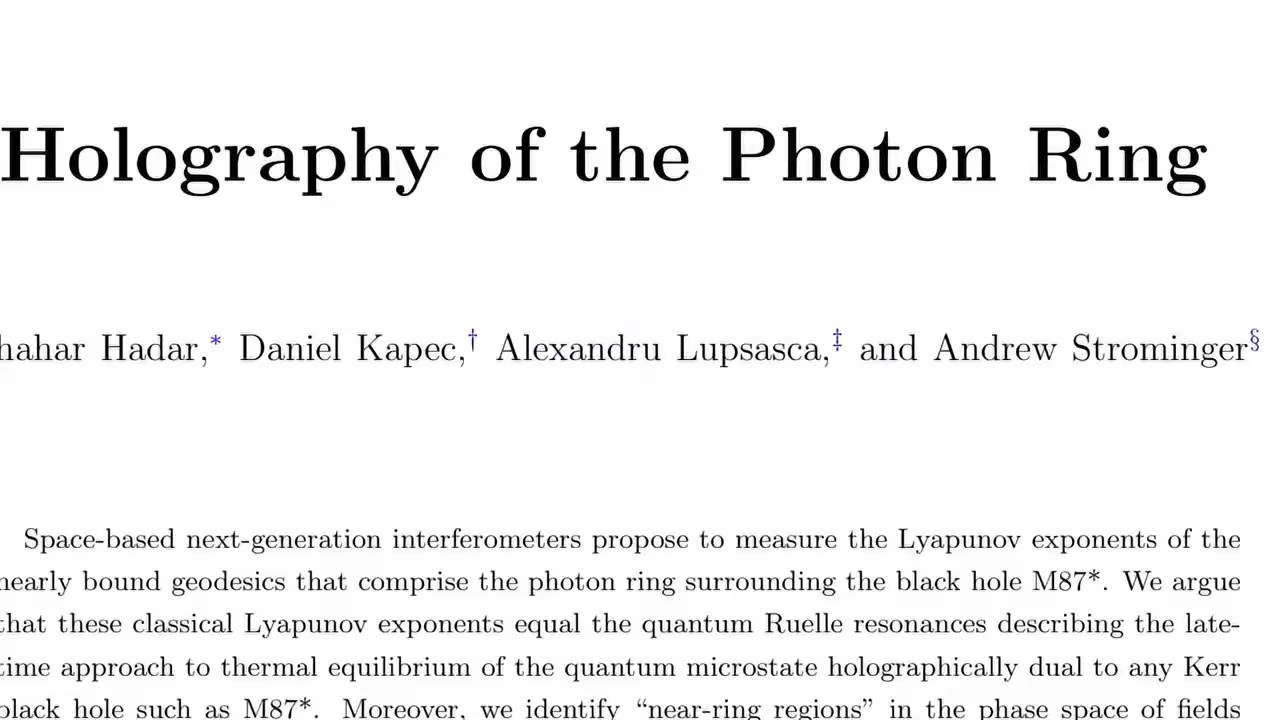 Holography of the Photon Ring
hahar Hadar,* Daniel Kapec,† Alexandru Lupsasca,‡ and Andrew Strominger§
Space-based next-generation interferometers propose to measure the Lyapunov exponents of the
nearly bound geodesics that comprise the photon ring surrounding the black hole M87*. We argue
that these classical Lyapunov exponents equal the quantum Ruelle resonances describing the late-
time approach to thermal equilibrium of the quantum microstate holographically dual to any Kerr
black hole such as M87*. Moreover, we identify “near-ring regions” in the phase space of fields